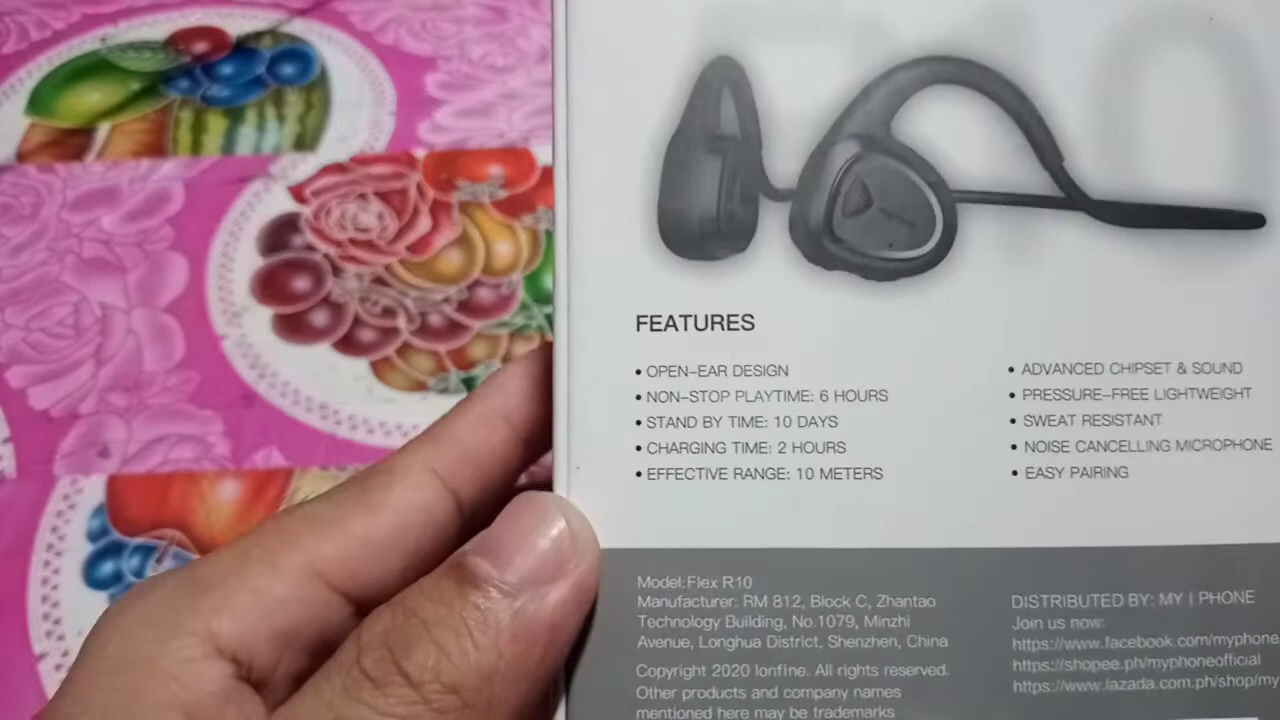 FEATURES
• OPEN-EAR DESIGN
• NON-STOP PLAYTIME: 6 HOURS
• STAND BY TIME: 10 DAYS
• CHARGING TIME: 2 HOURS
• EFFECTIVE RANGE: 10 METERS
• ADVANCED CHIPSET & SOUND
• PRESSURE-FREE LIGHTWEIGHT
• SWEAT RESISTANT
• NOISE CANCELLING MICROPHONE
• EASY PAIRING
Model:Flex R10
Manufacturer: RM 812, Block C, Zhantao
Technology Building, No.1079, Minzhi
Avenue, Longhua District, Shenzhen, China
Copyright 2020 Ionfine. All rights reserved.
Other products and company names
mentioned here may be trademarks
DISTRIBUTED BY: MY | PHONE
Join us now:
https://www.facebook.com/myphone
https://shopee.ph/myphoneofficial
https://www.lazada.com.ph/shop/my